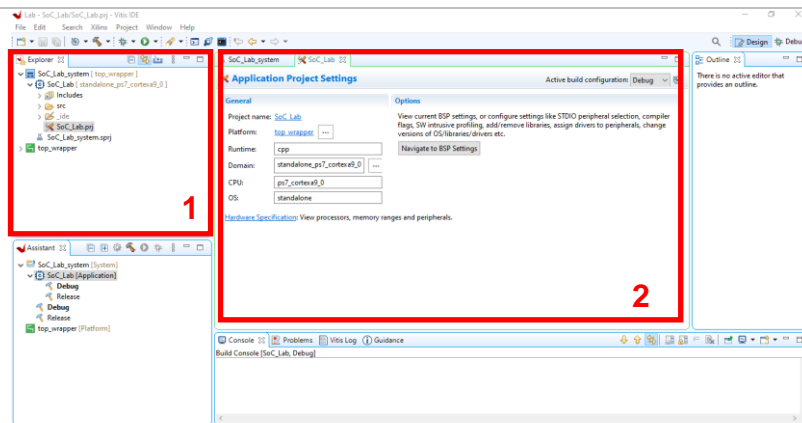 Lab - SoC_Lab/SoC_Lab.prj - Vitis IDE
File Edit Search Xilinx Project Window Help
Design Debu
Explorer
SoC_Lab_system [ top_wrapper ]
SoC_Lab [ standalone_ps7_cortexa9_0 ]
Includes
src
_ide
SoC_Lab.prj
SoC_Lab_system.sprj
top_wrapper
1
SoC_Lab_system SoC_Lab
Application Project Settings
Active build configuration: Debug
General
Project name: SoC_Lab
Platform: top_wrapper ...
Runtime: cpp
Domain: standalone_ps7_cortexa9_0 ...
CPU: ps7_cortexa9_0
OS: standalone
Hardware Specification: View processors, memory ranges and peripherals.
Options
View current BSP settings, or configure settings like STDIO peripheral selection, compiler
flags, SW intrusive profiling, add/remove libraries, assign drivers to peripherals, change
versions of OS/libraries/drivers etc.
Navigate to BSP Settings
2
Outline
There is no active editor that
provides an outline.
Assistant
SoC_Lab_system [System]
SoC_Lab [Application]
Debug
Release
Debug
Release
top_wrapper [Platform]
Console Problems Vitis Log Guidance
Build Console [SoC_Lab, Debug]